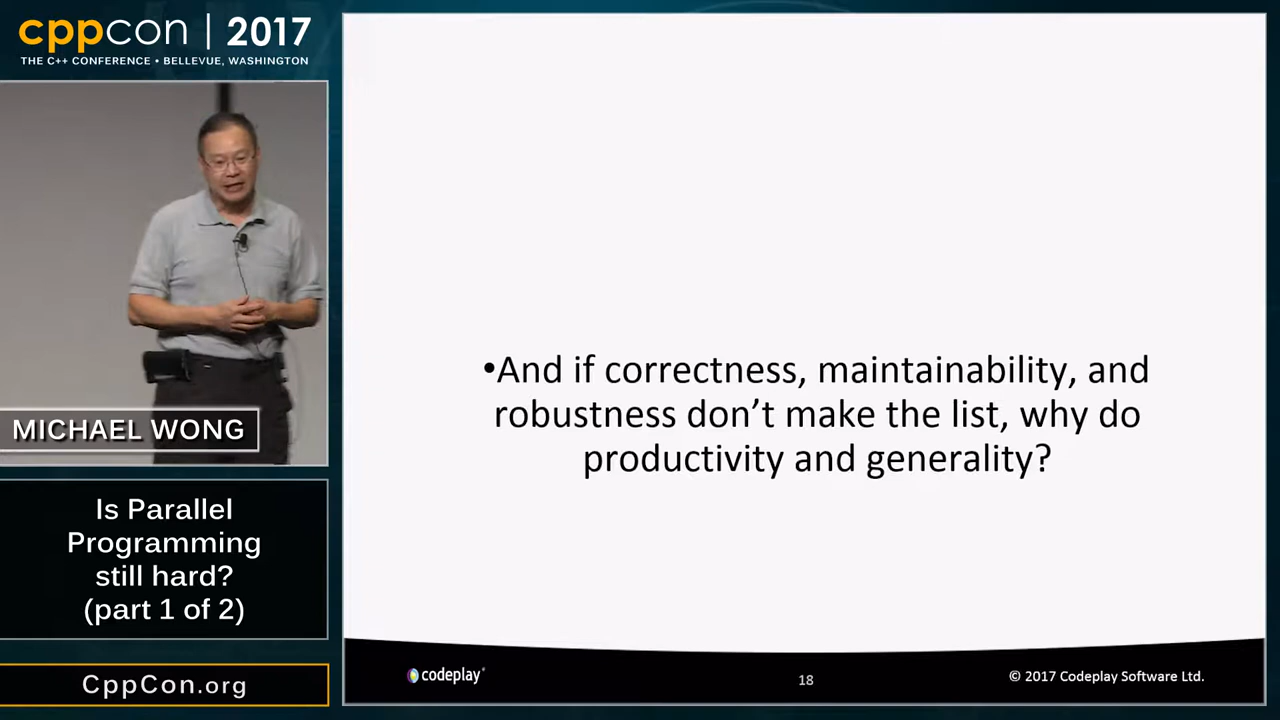 cppcon | 2017
THE C++ CONFERENCE • BELLEVUE, WASHINGTON
MICHAEL WONG
Is Parallel
Programming
still hard?
(part 1 of 2)
CppCon.org
•And if correctness, maintainability, and
robustness don’t make the list, why do
productivity and generality?
codeplay®
18
© 2017 Codeplay Software Ltd.